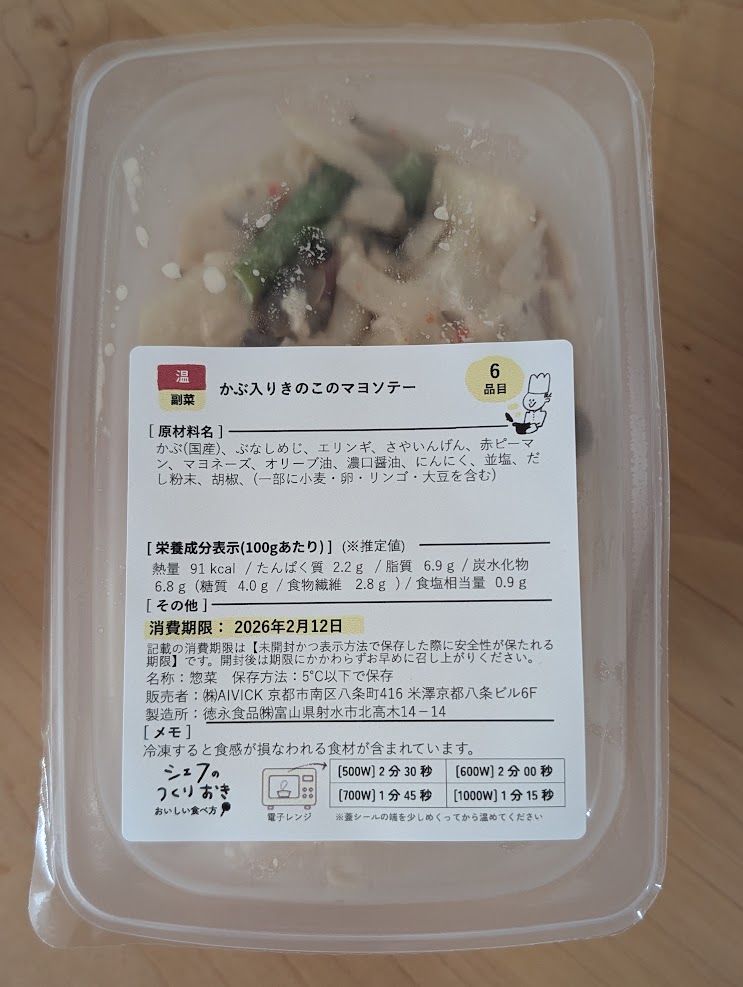 温
副菜
かぶ入りきのこのマヨソテー
6
品目
[ 原材料名 ]
かぶ(国産)、ぶなしめじ、エリンギ、さやいんげん、赤ピーマ
ン、マヨネーズ、オリーブ油、濃口醤油、にんにく、並塩、だ
し粉末、胡椒、(一部に小麦・卵・リンゴ・大豆を含む)
[ 栄養成分表示(100gあたり) ] (※推定値)
熱量 91 kcal / たんぱく質 2.2 g / 脂質 6.9 g / 炭水化物
6.8 g ( 糖質 4.0 g / 食物繊維 2.8 g ) / 食塩相当量 0.9 g
[ その他 ]
消費期限： 2026年2月12日
記載の消費期限は【未開封かつ表示方法で保存した際に安全性が保たれる
期限】です。開封後は期限にかかわらずお早めに召し上がりください。
名称：惣菜 保存方法：5℃以下で保存
販売者：㈱AIVICK 京都市南区八条町416 米澤京都八条ビル6F
製造所：徳永食品㈱富山県射水市北高木14－14
[ メモ ]
冷凍すると食感が損なわれる食材が含まれています。
シェフの
つくりおき
おいしい食べ方
電子レンジ
[500W] 2 分 30 秒 [600W] 2 分 00 秒
[700W] 1 分 45 秒 [1000W] 1 分 15 秒
※蓋シールの端を少しめくってから温めてください